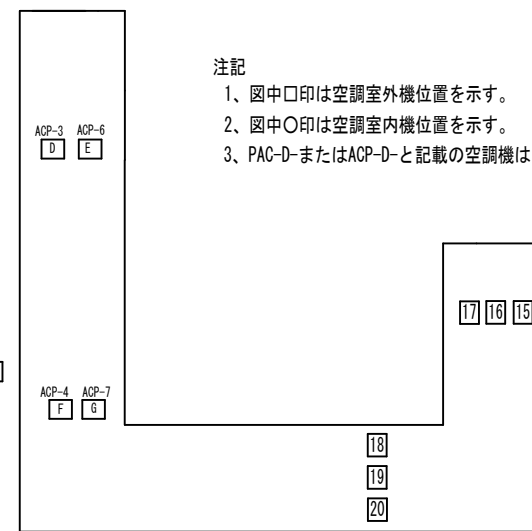 注記
1、図中□印は空調室外機位置を示す。
2、図中○印は空調室内機位置を示す。
3、PAC-D-またはACP-D-と記載の空調機は
ACP-3 ACP-6
D E
17 16 15
ACP-4 ACP-7
F G
18
19
20